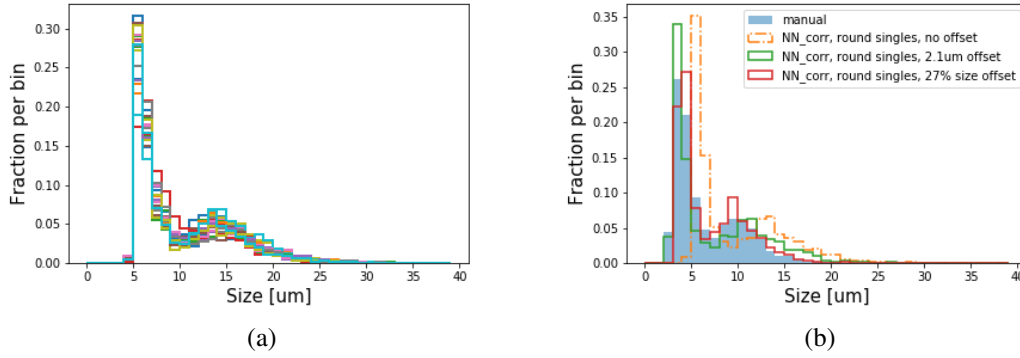 0.30
0.25
0.20
0.15
0.10
0.05
0.00
Fraction per bin
0 5 10 15 20 25 30 35 40
Size [um]
(a)
0.35
0.30
0.25
0.20
0.15
0.10
0.05
0.00
Fraction per bin
manual
NN_corr, round singles, no offset
NN_corr, round singles, 2.1um offset
NN_corr, round singles, 27% size offset
0 5 10 15 20 25 30 35 40
Size [um]
(b)